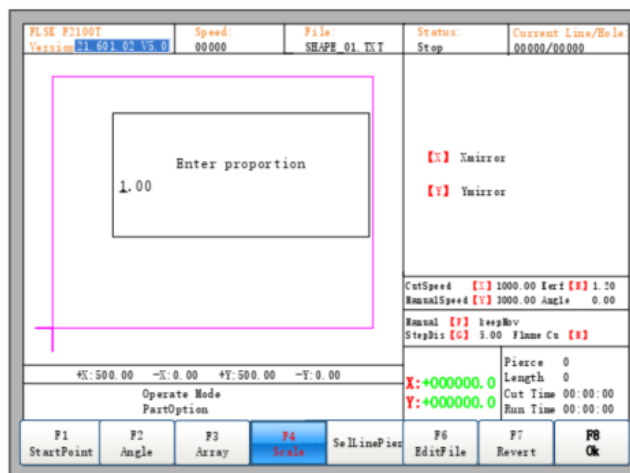 FLSK F2100T
Version 21.601.02 V5.0
Speed:
00000
File:
SHAPE_01.TXT
Status:
Stop
Current Line/Hole:
00000/00000
Enter proportion
1.00
【X】 Xmirror
【Y】 Ymirror
CutSpeed 【X】 1000.00 Kerf 【N】 1.20
ManualSpeed 【Y】 3000.00 Angle 0.00
Manual 【F】 keepMov
StepDis 【G】 5.00 Flame Cu 【M】
+X:500.00 -X:0.00 +Y:500.00 -Y:0.00
Operate Mode
PartOption
X:+000000.0
Y:+000000.0
Pierce 0
Length 0
Cut Time 00:00:00
Run Time 00:00:00
F1
StartPoint
F2
Angle
F3
Array
F4
Scale
SelLinePier
F6
EditFile
F7
Revert
F8
Ok